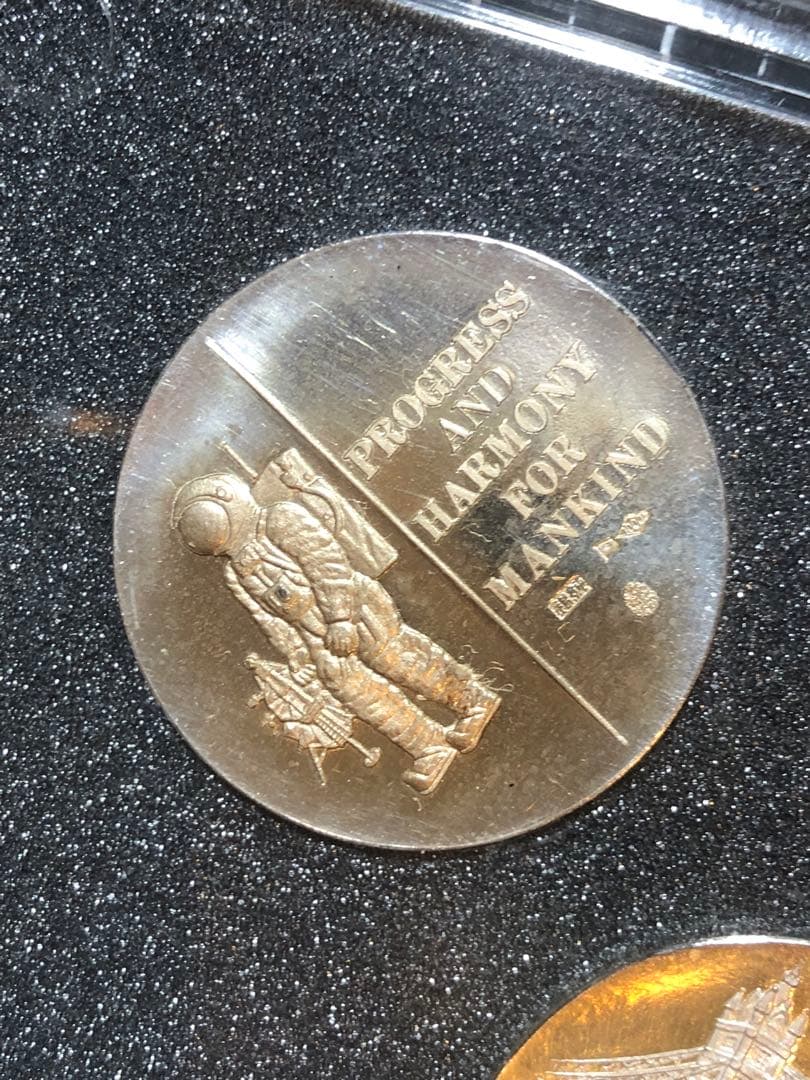 PROGRESS
AND
HARMONY
FOR
MANKIND